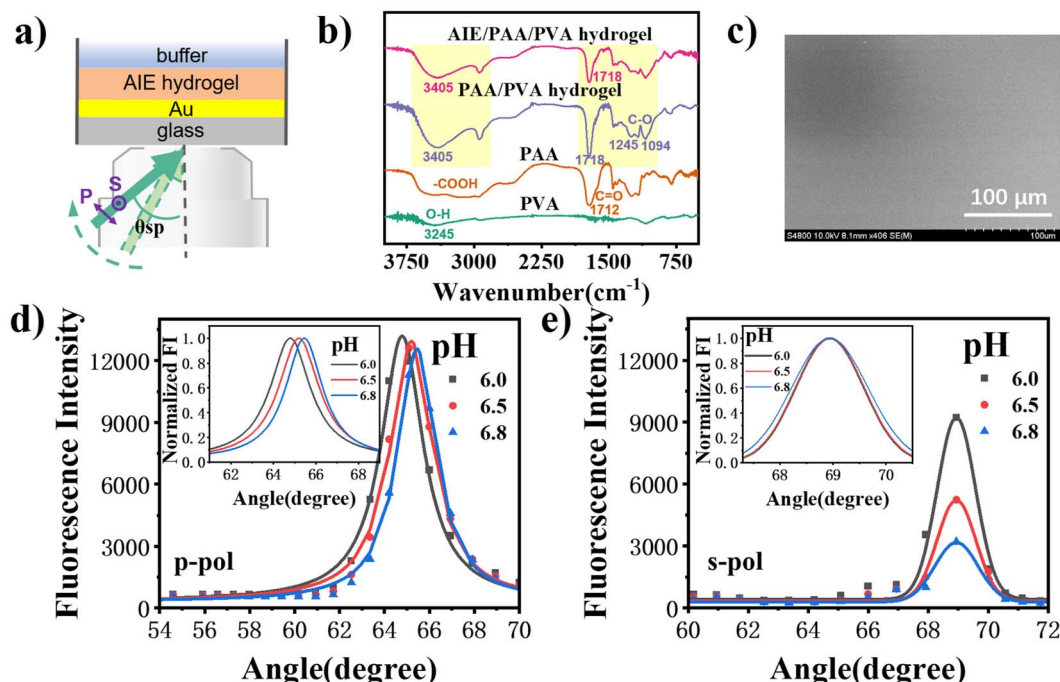 a)
buffer
AIE hydrogel
Au
glass
P
S
θsp
b)
AIE/PAA/PVA hydrogel
3405
1718
PAA/PVA hydrogel
C-O
3405
1718
1245
1094
PAA
-COOH
C=O
1712
PVA
O-H
3245
3750 3000 2250 1500 750
Wavenumber(cm⁻¹)
c)
100 μm
S4800 10.0kV 8.1mm x406 SE(M)
100um
d)
Fluorescence Intensity
12000
9000
6000
3000
0
54 56 58 60 62 64 66 68 70
Angle(degree)
p-pol
pH
6.0
6.5
6.8
Normalized FI
1.0
0.8
0.6
0.4
0.2
0.0
62 64 66 68
Angle(degree)
pH
6.0
6.5
6.8
e)
Fluorescence Intensity
12000
9000
6000
3000
0
60 62 64 66 68 70 72
Angle(degree)
s-pol
pH
6.0
6.5
6.8
Normalized FI
1.0
0.8
0.6
0.4
0.2
0.0
68 69 70
Angle(degree)
pH
6.0
6.5
6.8